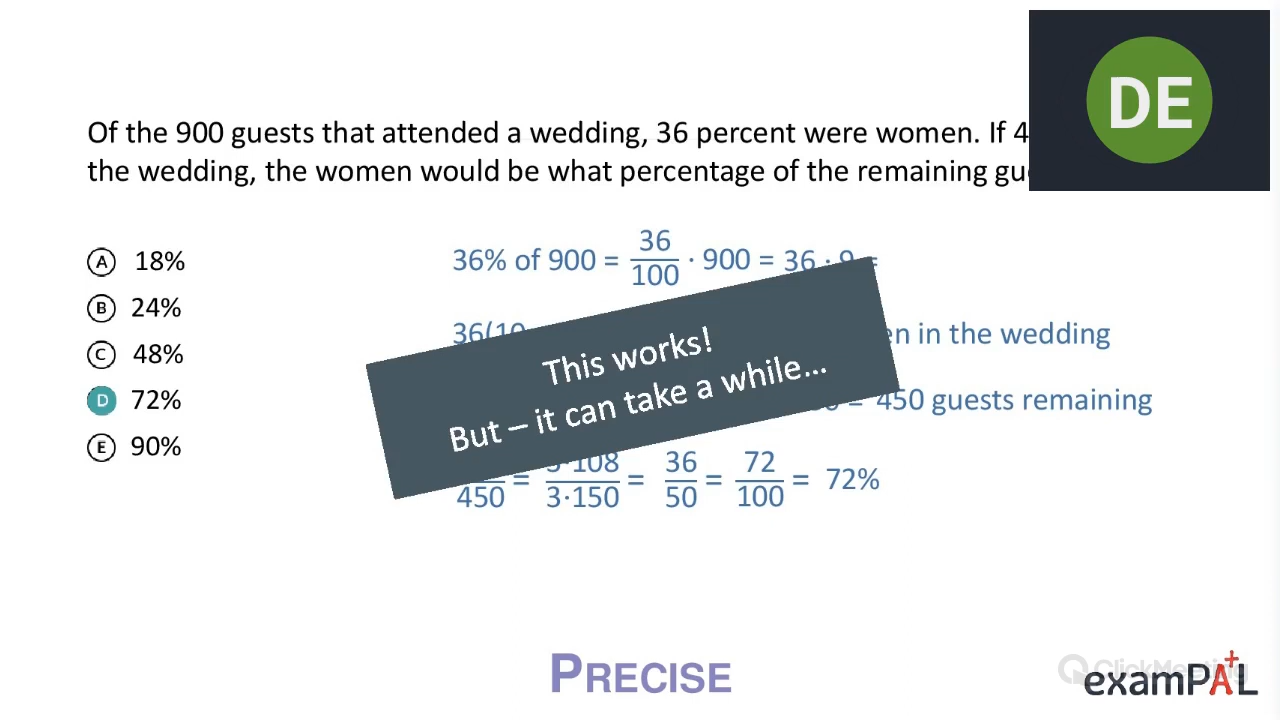 DE
Of the 900 guests that attended a wedding, 36 percent were women. If 4
the wedding, the women would be what percentage of the remaining
A 18%
B 24%
C 48%
D 72%
E 90%
36% of 900 = 36/100 · 900 = 36 · 9 =
36(10
in the wedding
= 450 guests remaining
450 = 3·108/3·150 = 36/50 = 72/100 = 72%
This works!
But – it can take a while...
PRECISE
ClickMeeting
examPAL+